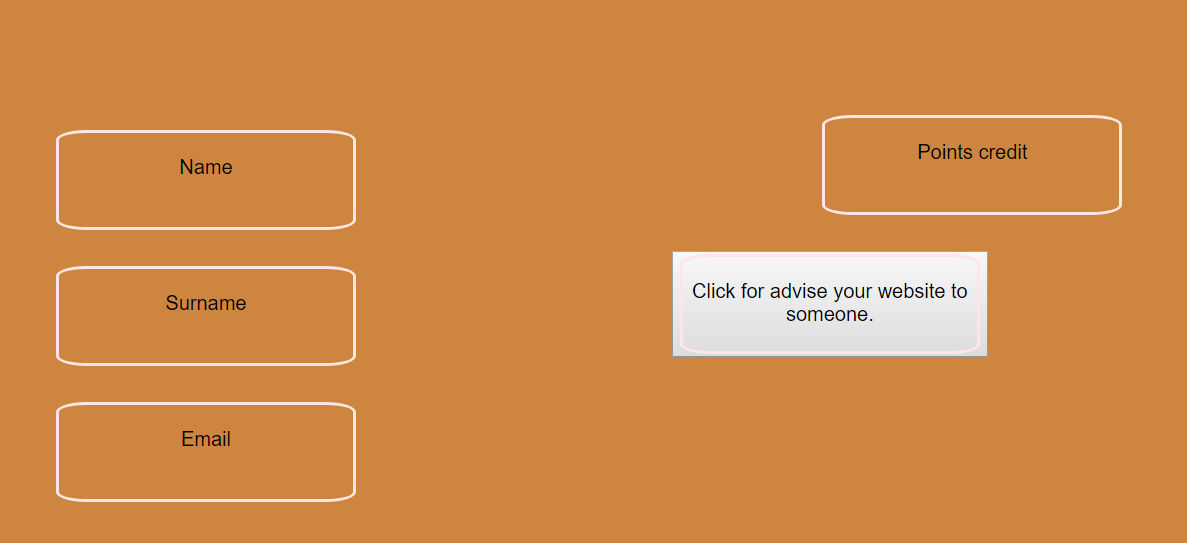 Name
Surname
Email
Points credit
Click for advise your website to
someone.